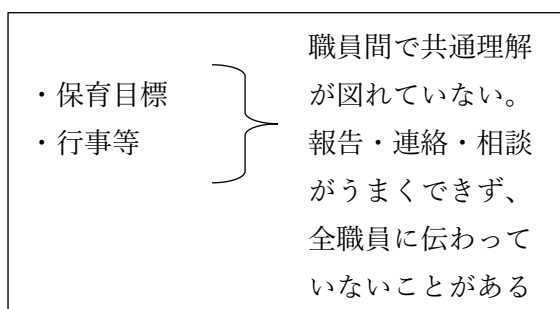 ・保育目標
・行事等
職員間で共通理解
が図れていない。
報告・連絡・相談
がうまくできず、
全職員に伝わって
いないことがある